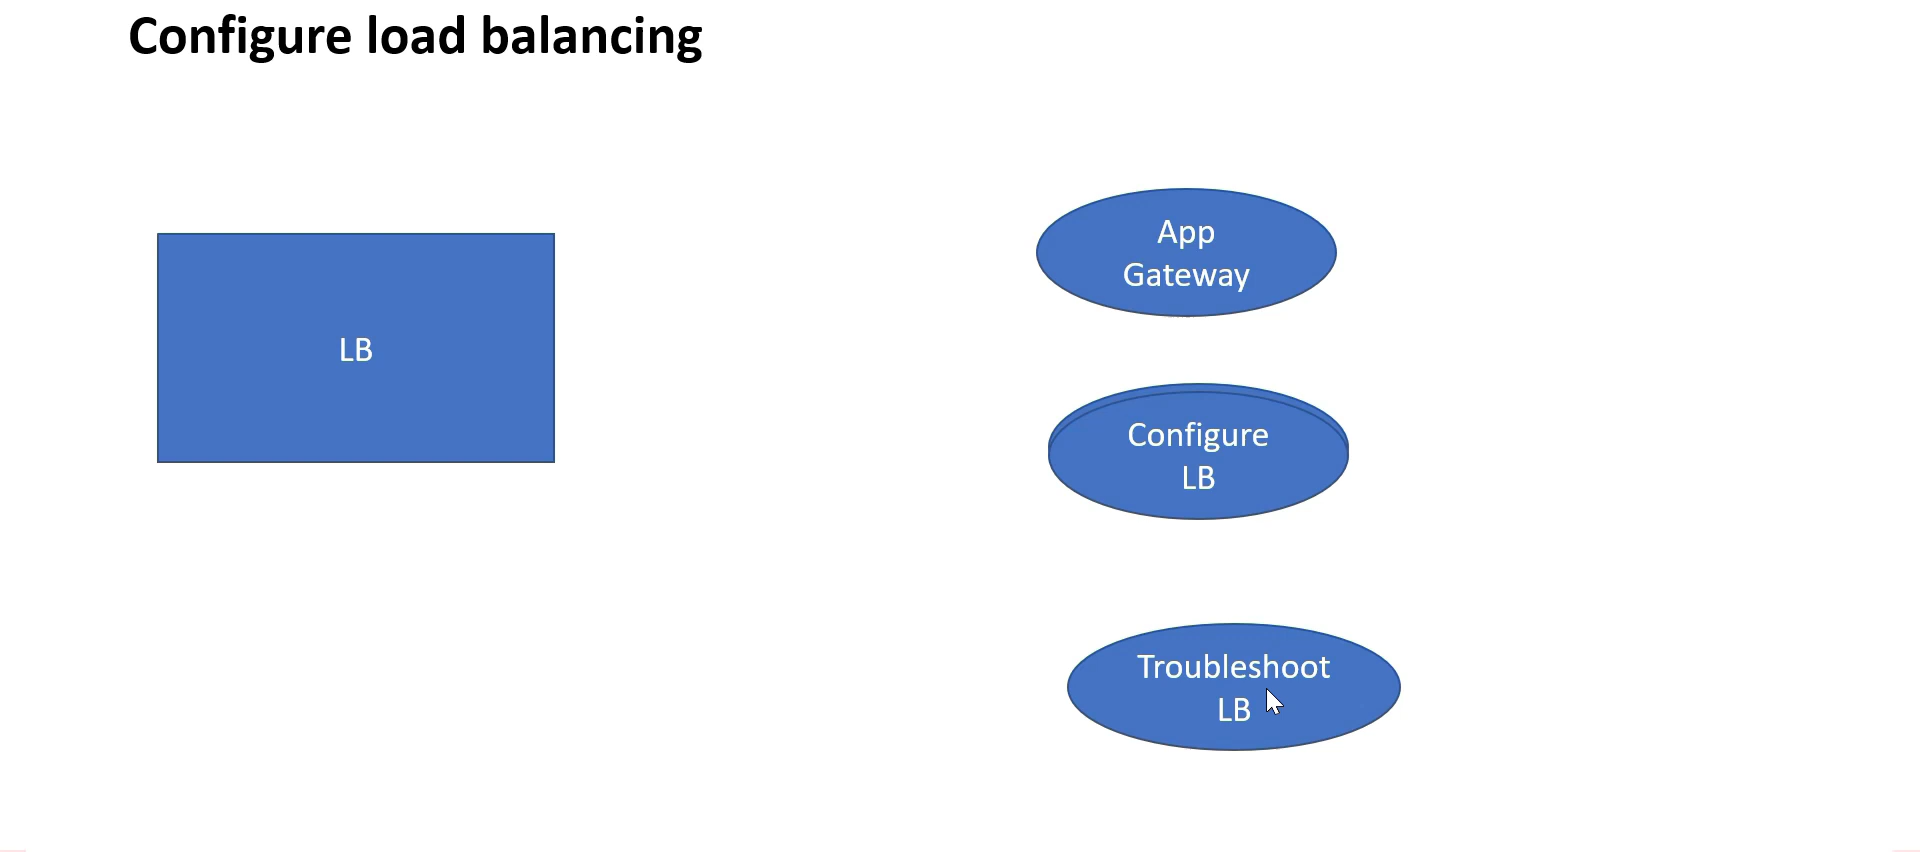 Configure load balancing
LB
App
Gateway
Configure
LB
Troubleshoot
LB